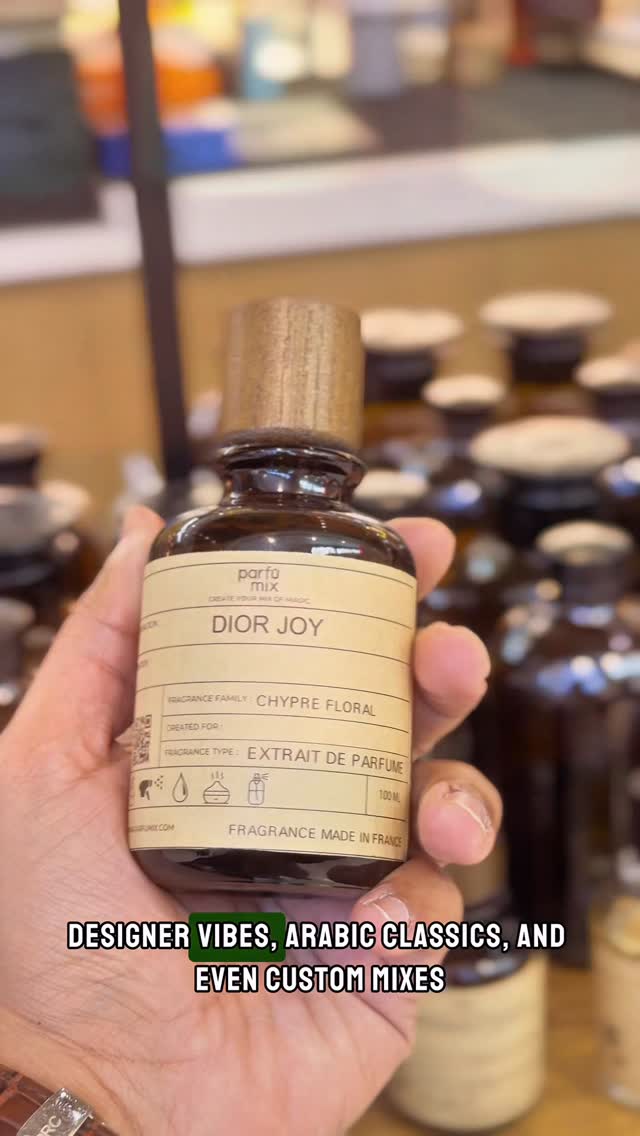 parfū
mix
CREATE YOUR MIX OF MAGIC
DIOR JOY
FRAGRANCE FAMILY : CHYPRE FLORAL
CREATED FOR :
FRAGRANCE TYPE : EXTRAIT DE PARFUME
100 ML
FRAGRANCE MADE IN FRANCE
DESIGNER VIBES, ARABIC CLASSICS, AND
EVEN CUSTOM MIXES